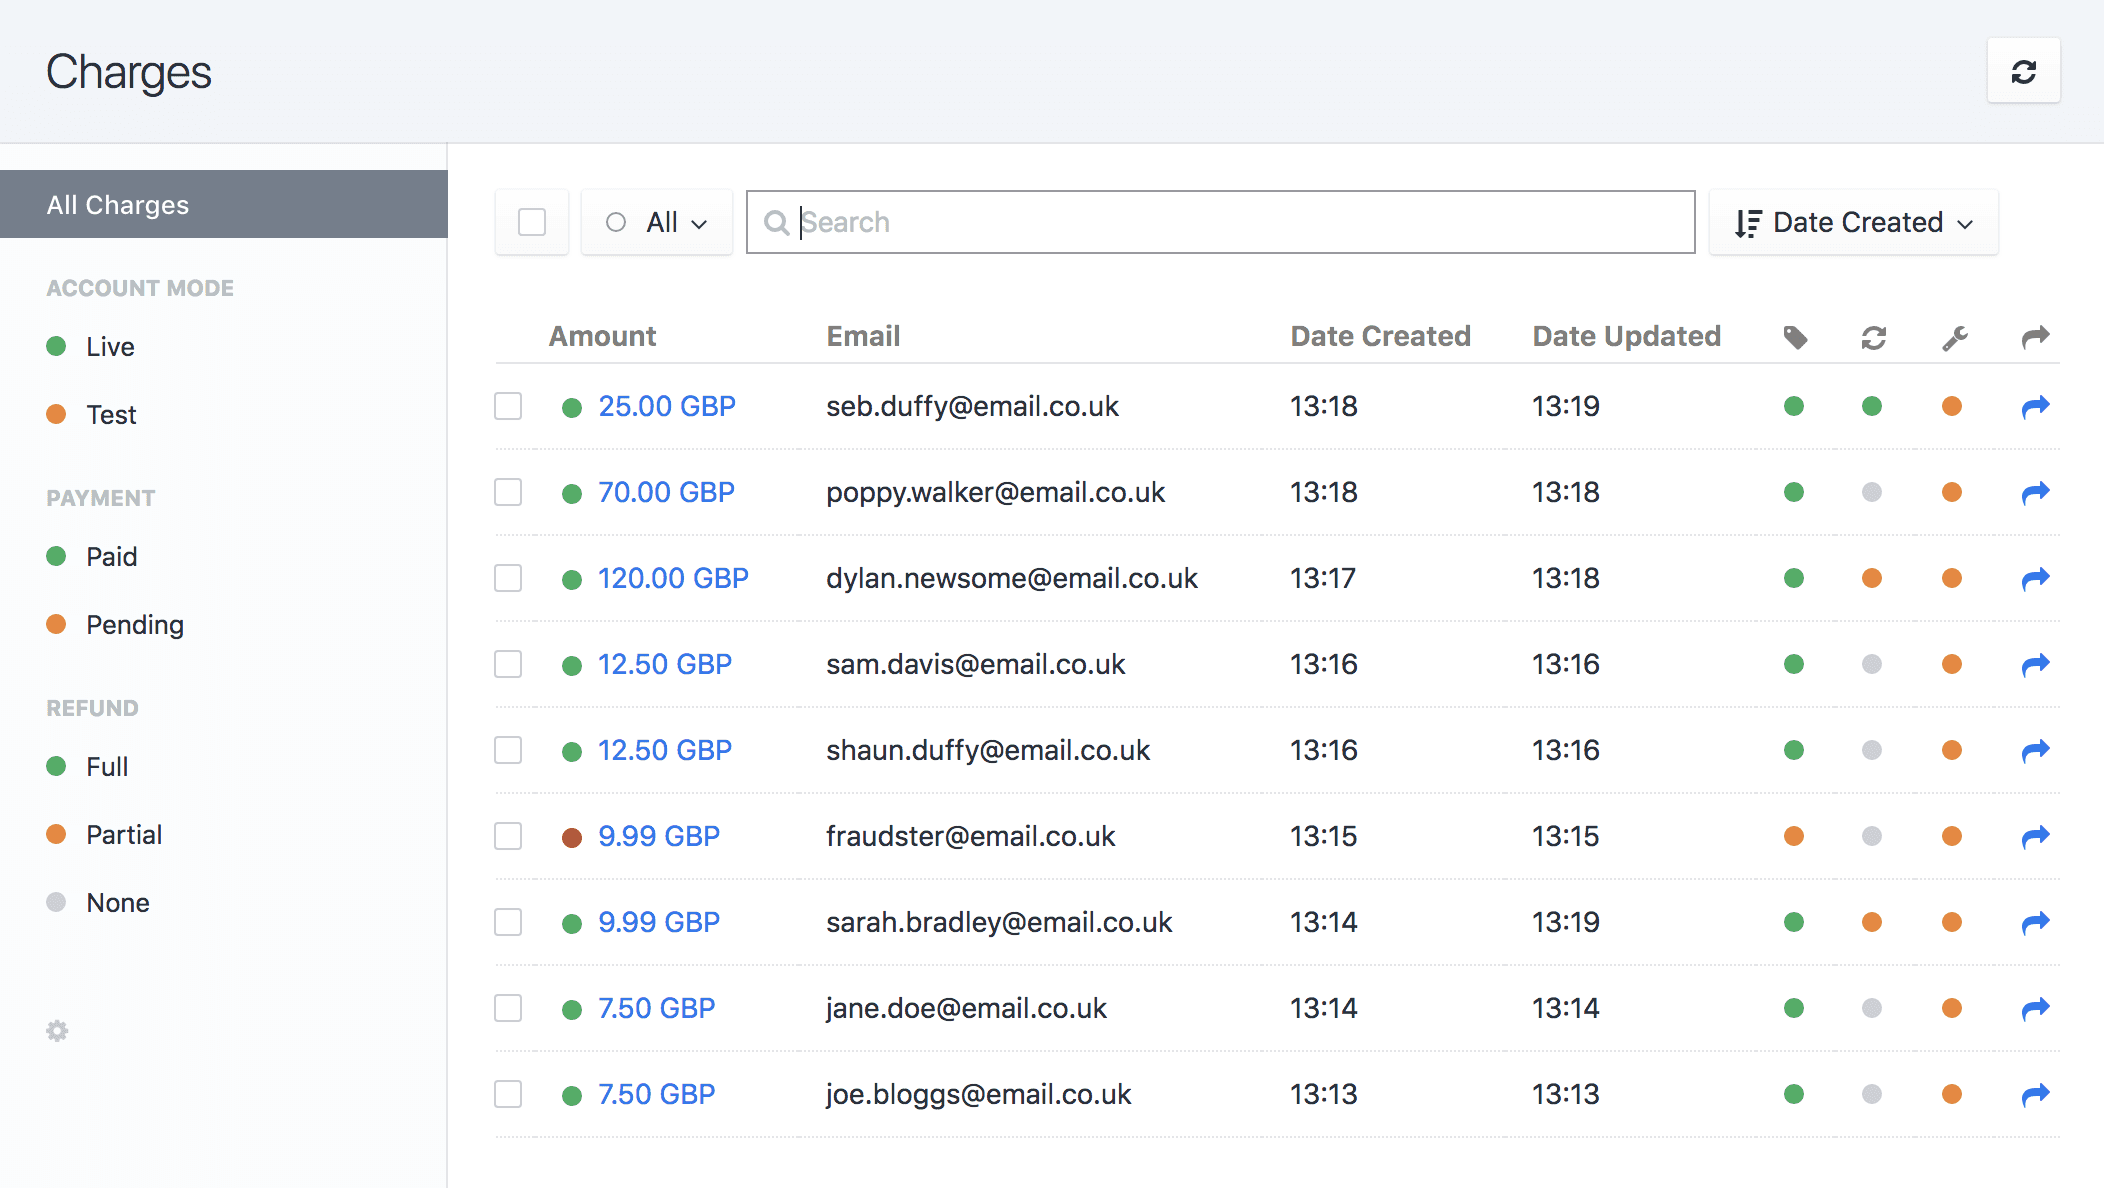 Charges
All Charges
ACCOUNT MODE
Live
Test
PAYMENT
Paid
Pending
REFUND
Full
Partial
None
All
Search
Date Created
Amount Email Date Created Date Updated
25.00 GBP seb.duffy@email.co.uk 13:18 13:19
70.00 GBP poppy.walker@email.co.uk 13:18 13:18
120.00 GBP dylan.newsome@email.co.uk 13:17 13:18
12.50 GBP sam.davis@email.co.uk 13:16 13:16
12.50 GBP shaun.duffy@email.co.uk 13:16 13:16
9.99 GBP fraudster@email.co.uk 13:15 13:15
9.99 GBP sarah.bradley@email.co.uk 13:14 13:19
7.50 GBP jane.doe@email.co.uk 13:14 13:14
7.50 GBP joe.bloggs@email.co.uk 13:13 13:13